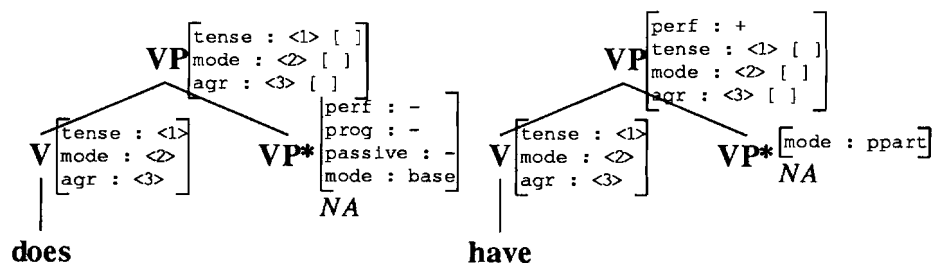 VP
tense : <1> [ ]
mode : <2> [ ]
agr : <3> [ ]
V
tense : <1>
mode : <2>
agr : <3>
VP*
perf : -
prog : -
passive : -
mode : base
NA
does
VP
perf : +
tense : <1> [ ]
mode : <2> [ ]
agr : <3> [ ]
V
tense : <1>
mode : <2>
agr : <3>
VP*
mode : ppart
NA
have